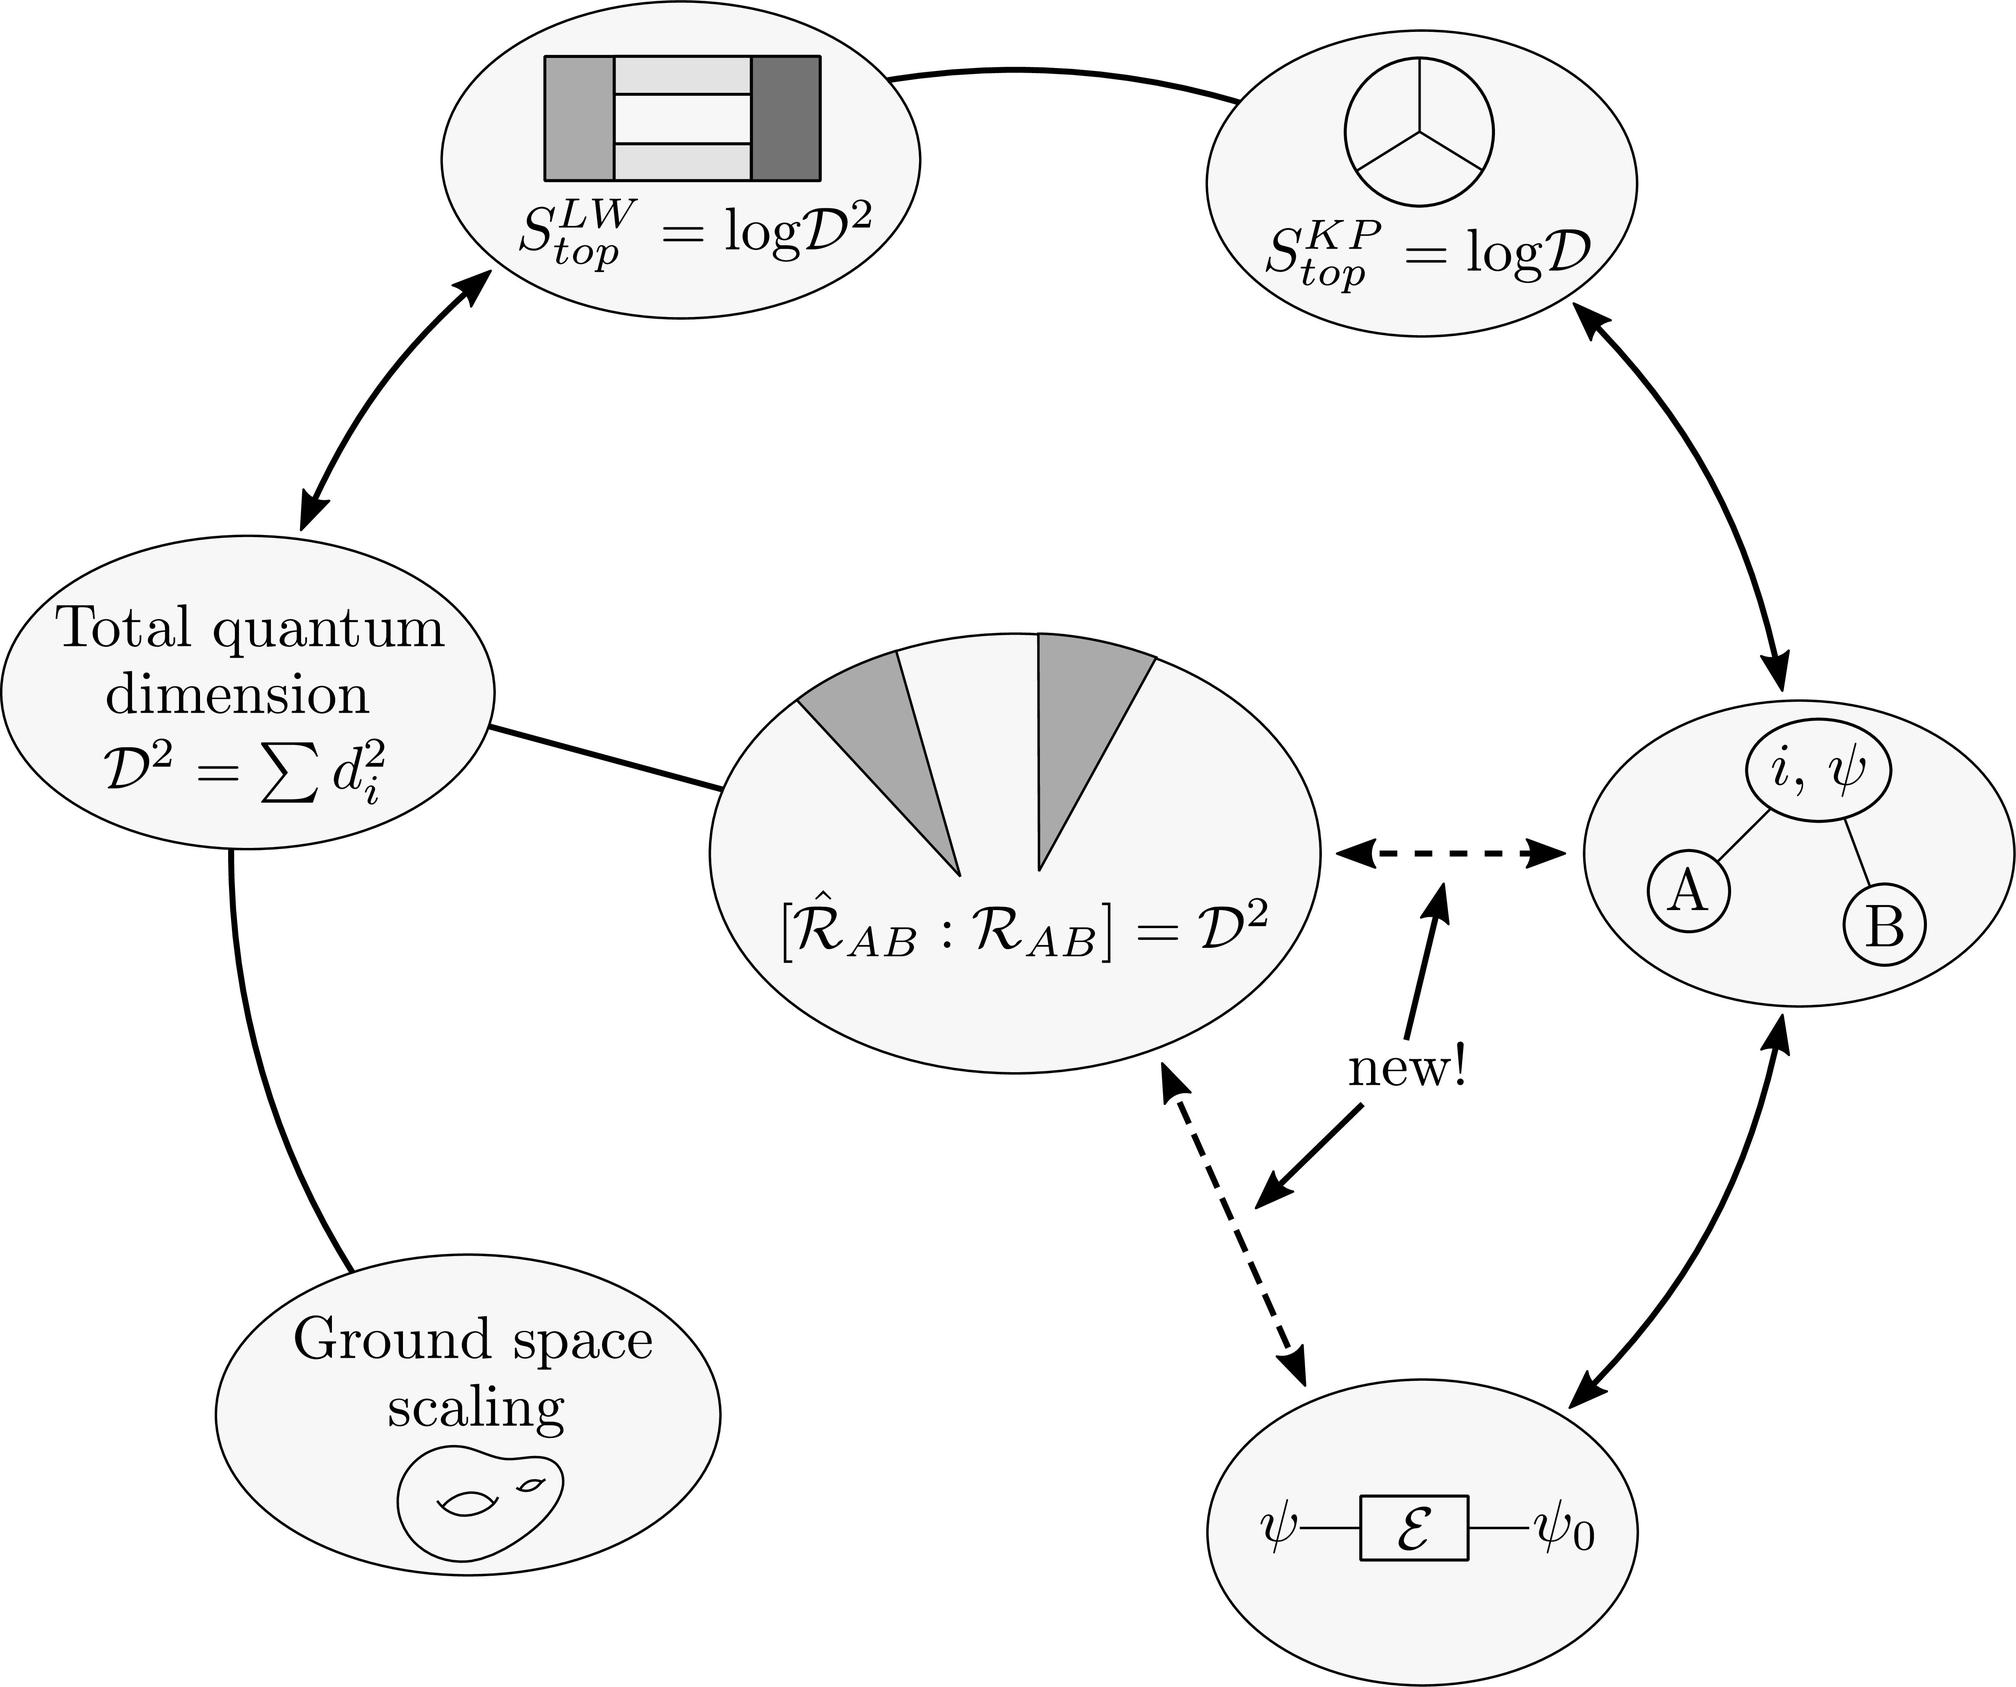 $S_{top}^{LW} = \log \mathcal{D}^2$
$S_{top}^{KP} = \log \mathcal{D}$
Total quantum
dimension
$\mathcal{D}^2 = \sum d_i^2$
$[\hat{\mathcal{R}}_{AB} : \mathcal{R}_{AB}] = \mathcal{D}^2$
$i, \psi$
A
B
new!
Ground space
scaling
$\psi$ $\mathcal{E}$ $\psi_0$